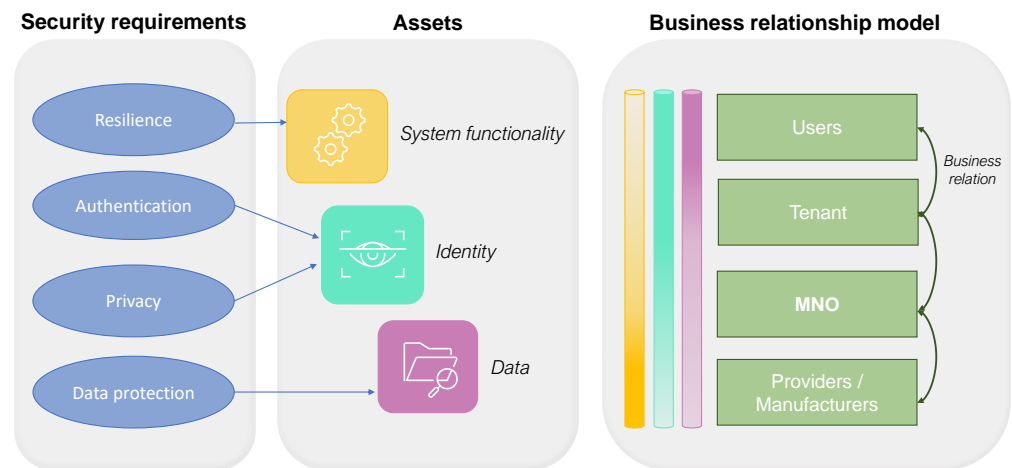 Security requirements
Assets
Business relationship model
Resilience
Authentication
Privacy
Data protection
System functionality
Identity
Data
Users
Tenant
MNO
Providers /
Manufacturers
Business
relation